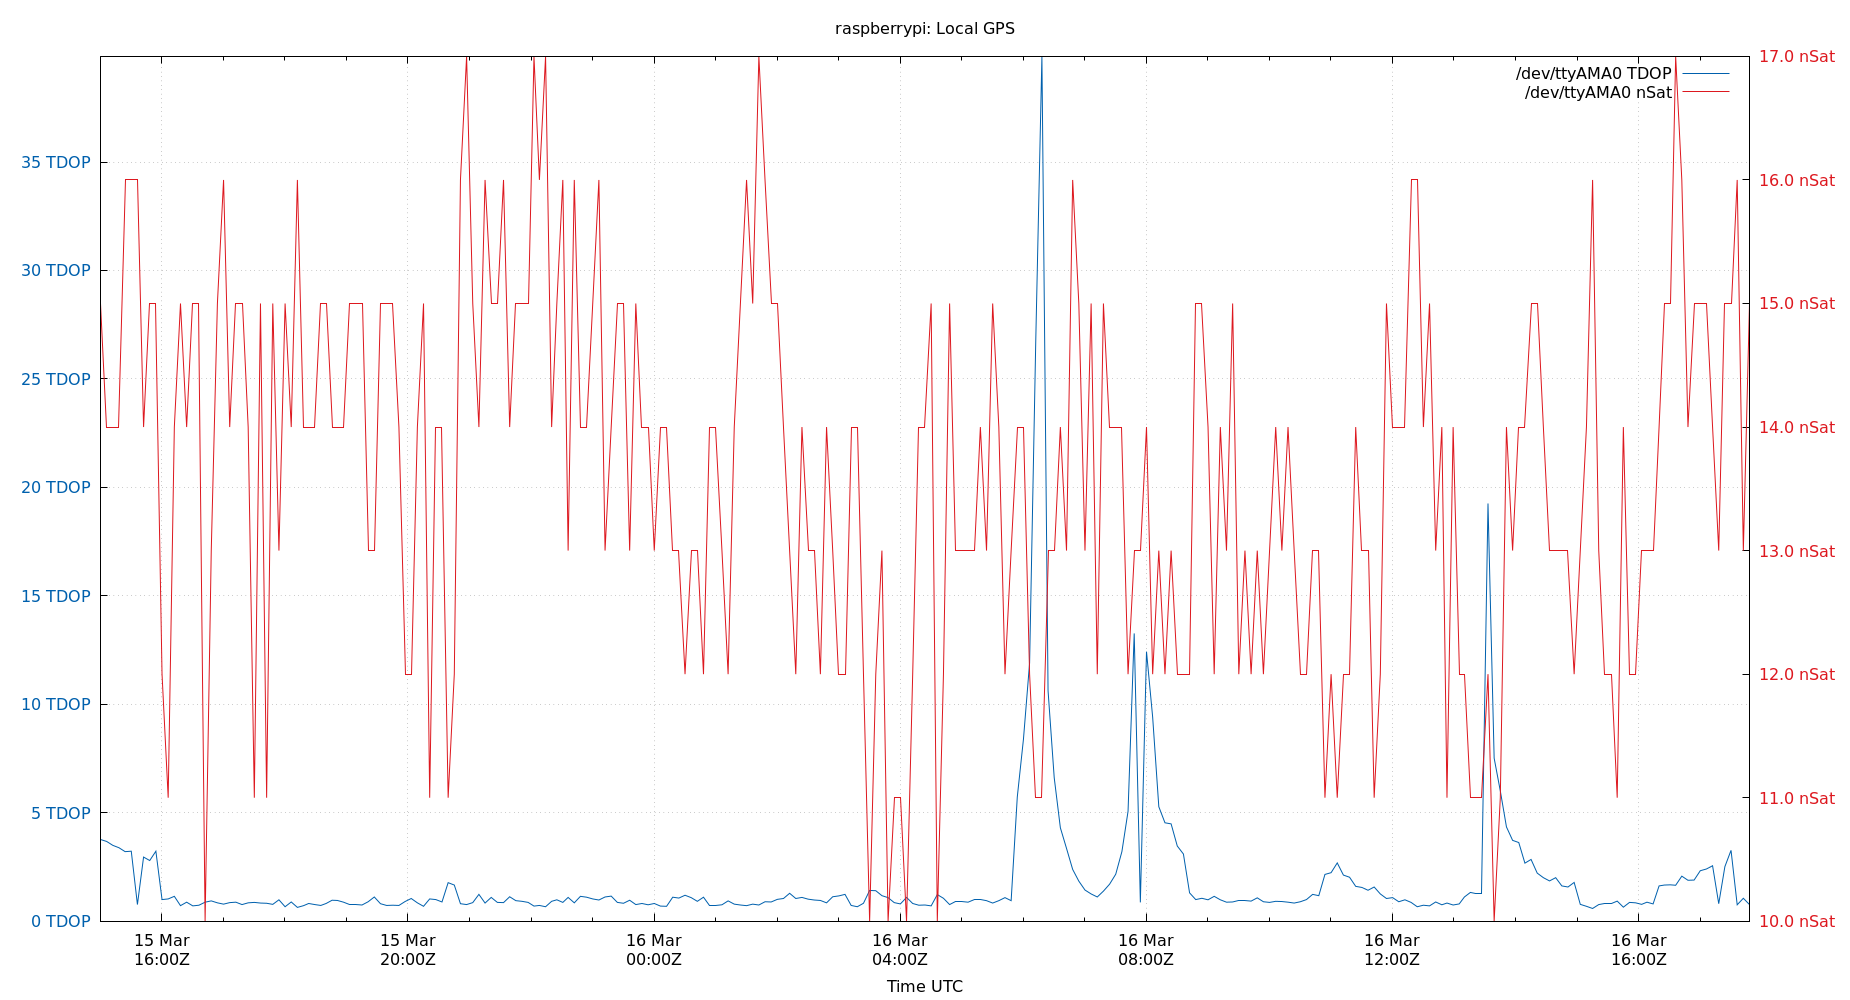 raspberrypi: Local GPS
/dev/ttyAMA0 TDOP
/dev/ttyAMA0 nSat
35 TDOP
30 TDOP
25 TDOP
20 TDOP
15 TDOP
10 TDOP
5 TDOP
0 TDOP
17.0 nSat
16.0 nSat
15.0 nSat
14.0 nSat
13.0 nSat
12.0 nSat
11.0 nSat
10.0 nSat
15 Mar
16:00Z
15 Mar
20:00Z
16 Mar
00:00Z
16 Mar
04:00Z
16 Mar
08:00Z
16 Mar
12:00Z
16 Mar
16:00Z
Time UTC